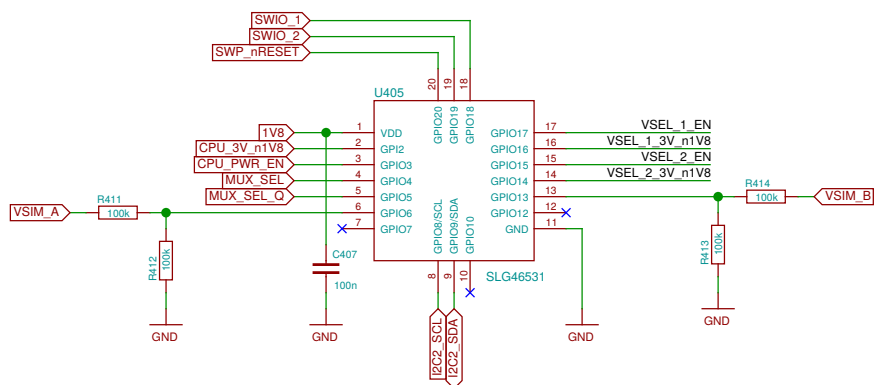 SWIO_1
SWIO_2
SWP_nRESET
U405
20
19
18
GPIO20
GPIO19
GPIO18
1V8
1
VDD
GPIO17
17
VSEL_1_EN
CPU_3V_n1V8
2
GPI2
GPIO16
16
VSEL_1_3V_n1V8
CPU_PWR_EN
3
GPIO3
GPIO15
15
VSEL_2_EN
MUX_SEL
4
GPIO4
GPIO14
14
VSEL_2_3V_n1V8
MUX_SEL_Q
5
GPIO5
GPIO13
13
R414
100k
VSIM_B
VSIM_A
R411
100k
6
GPIO6
GPIO12
12
7
GPIO7
GND
11
GPIO8/SCL
GPIO9/SDA
GPIO10
R412
100k
C407
100n
8
9
10
SLG46531
R413
100k
GND
GND
GND
GND
I2C2_SCL
I2C2_SDA